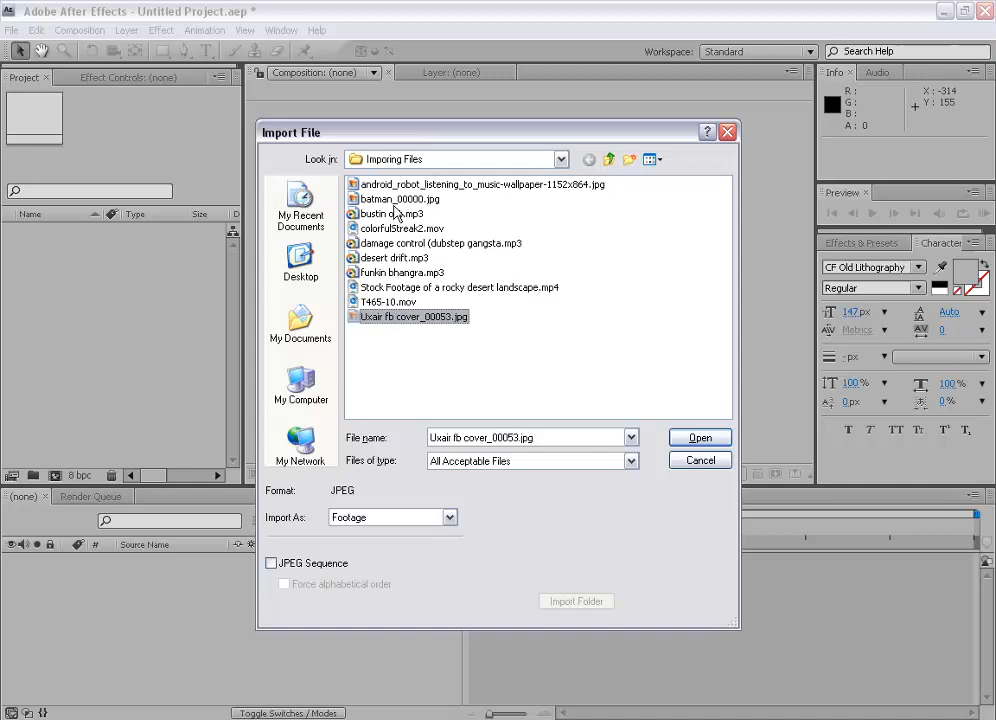 Adobe After Effects - Untitled Project.aep *
File Edit Composition Layer Effect Animation View Window Help
Workspace: Standard Search Help
Project Effect Controls: (none) Composition: (none) Layer: (none) Info Audio
R:
G:
B:
A: 0
X: -314
Y: 155
Name Type Size D
Import File
Look in: Imporing Files
My Recent Documents
Desktop
My Documents
My Computer
My Network
android_robot_listening_to_music-wallpaper-1152x864.jpg
batman_00000.jpg
bustin .mp3
colorfulStreak2.mov
damage control (dubstep gangsta.mp3
desert drift.mp3
funkin bhangra.mp3
Stock Footage of a rocky desert landscape.mp4
T465-10.mov
Uxair fb cover_00053.jpg
File name: Uxair fb cover_00053.jpg Open
Files of type: All Acceptable Files Cancel
Format: JPEG
Import As: Footage
JPEG Sequence
Force alphabetical order
Import Folder
Preview
Effects & Presets Character
CF Old Lithography
Regular
147 px Auto
Metrics 0
- px
100 % 100 %
0 px 0 %
T T TT Tr T' T,
8 bpc
(none) Render Queue
# Source Name
Toggle Switches / Modes